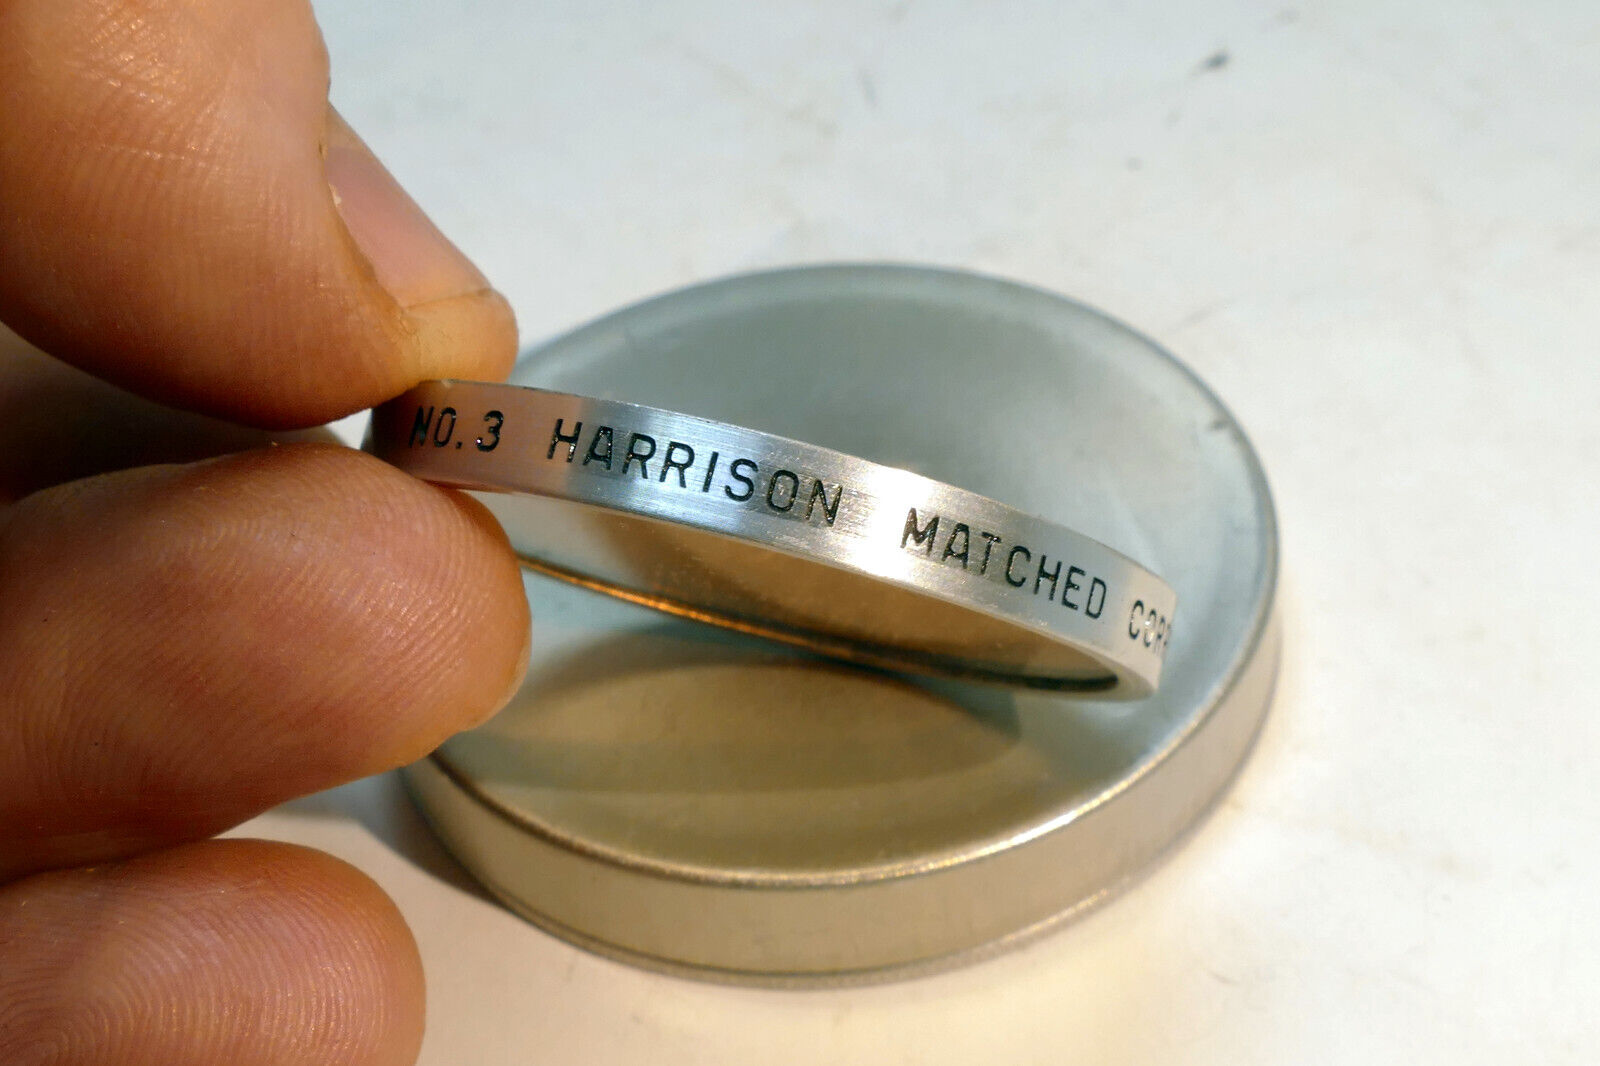 NO. 3 HARRISON MATCHED